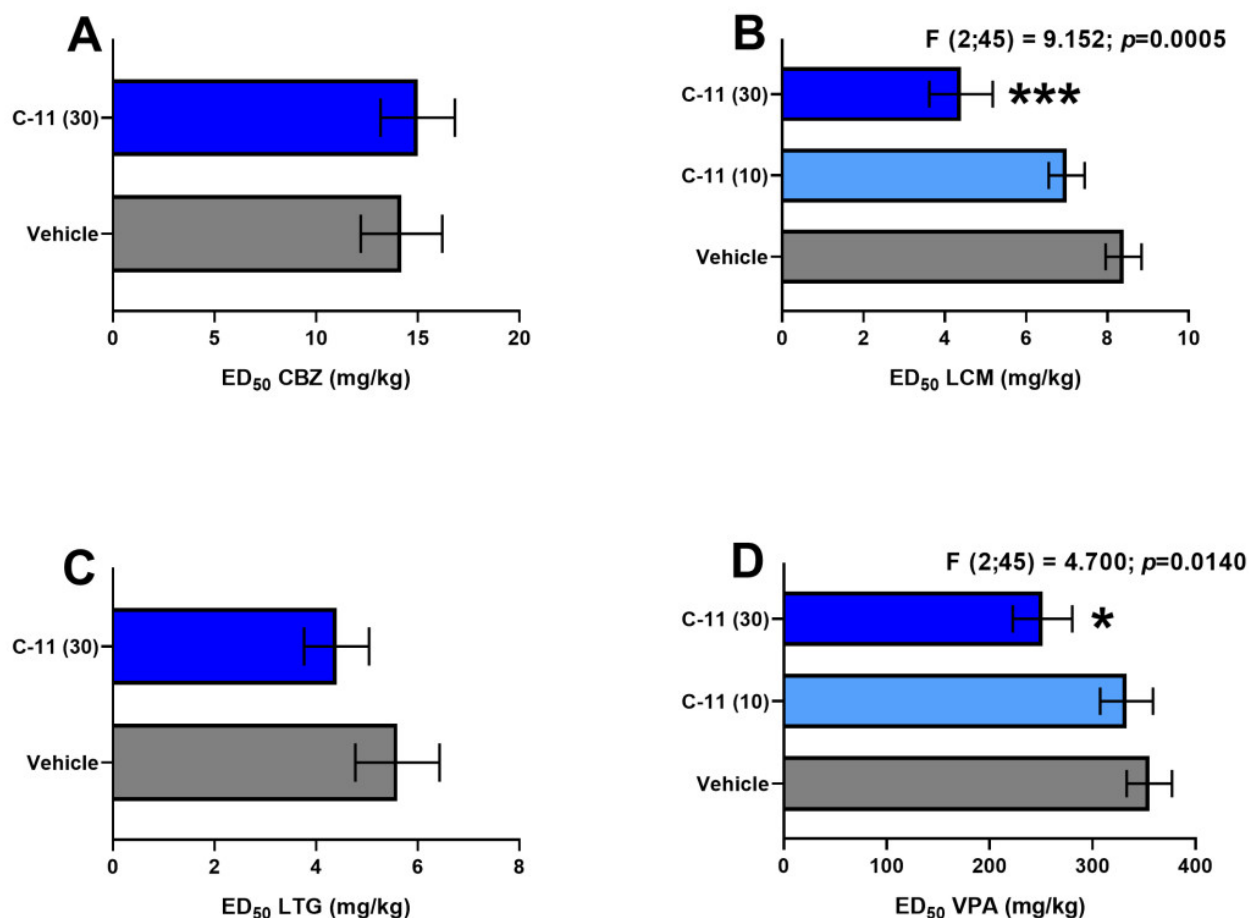 A
C-11 (30)
Vehicle
0 5 10 15 20
ED₅₀ CBZ (mg/kg)
B
F (2;45) = 9.152; p=0.0005
C-11 (30)
***
C-11 (10)
Vehicle
0 2 4 6 8 10
ED₅₀ LCM (mg/kg)
C
C-11 (30)
Vehicle
0 2 4 6 8
ED₅₀ LTG (mg/kg)
D
F (2;45) = 4.700; p=0.0140
C-11 (30)
*
C-11 (10)
Vehicle
0 100 200 300 400
ED₅₀ VPA (mg/kg)